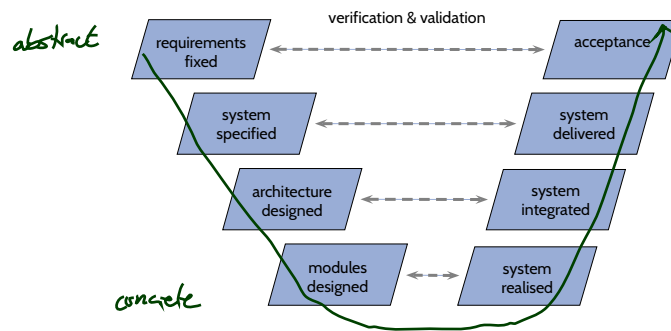 verification & validation
abstract
requirements
fixed
acceptance
system
specified
system
delivered
architecture
designed
system
integrated
modules
designed
system
realised
concrete